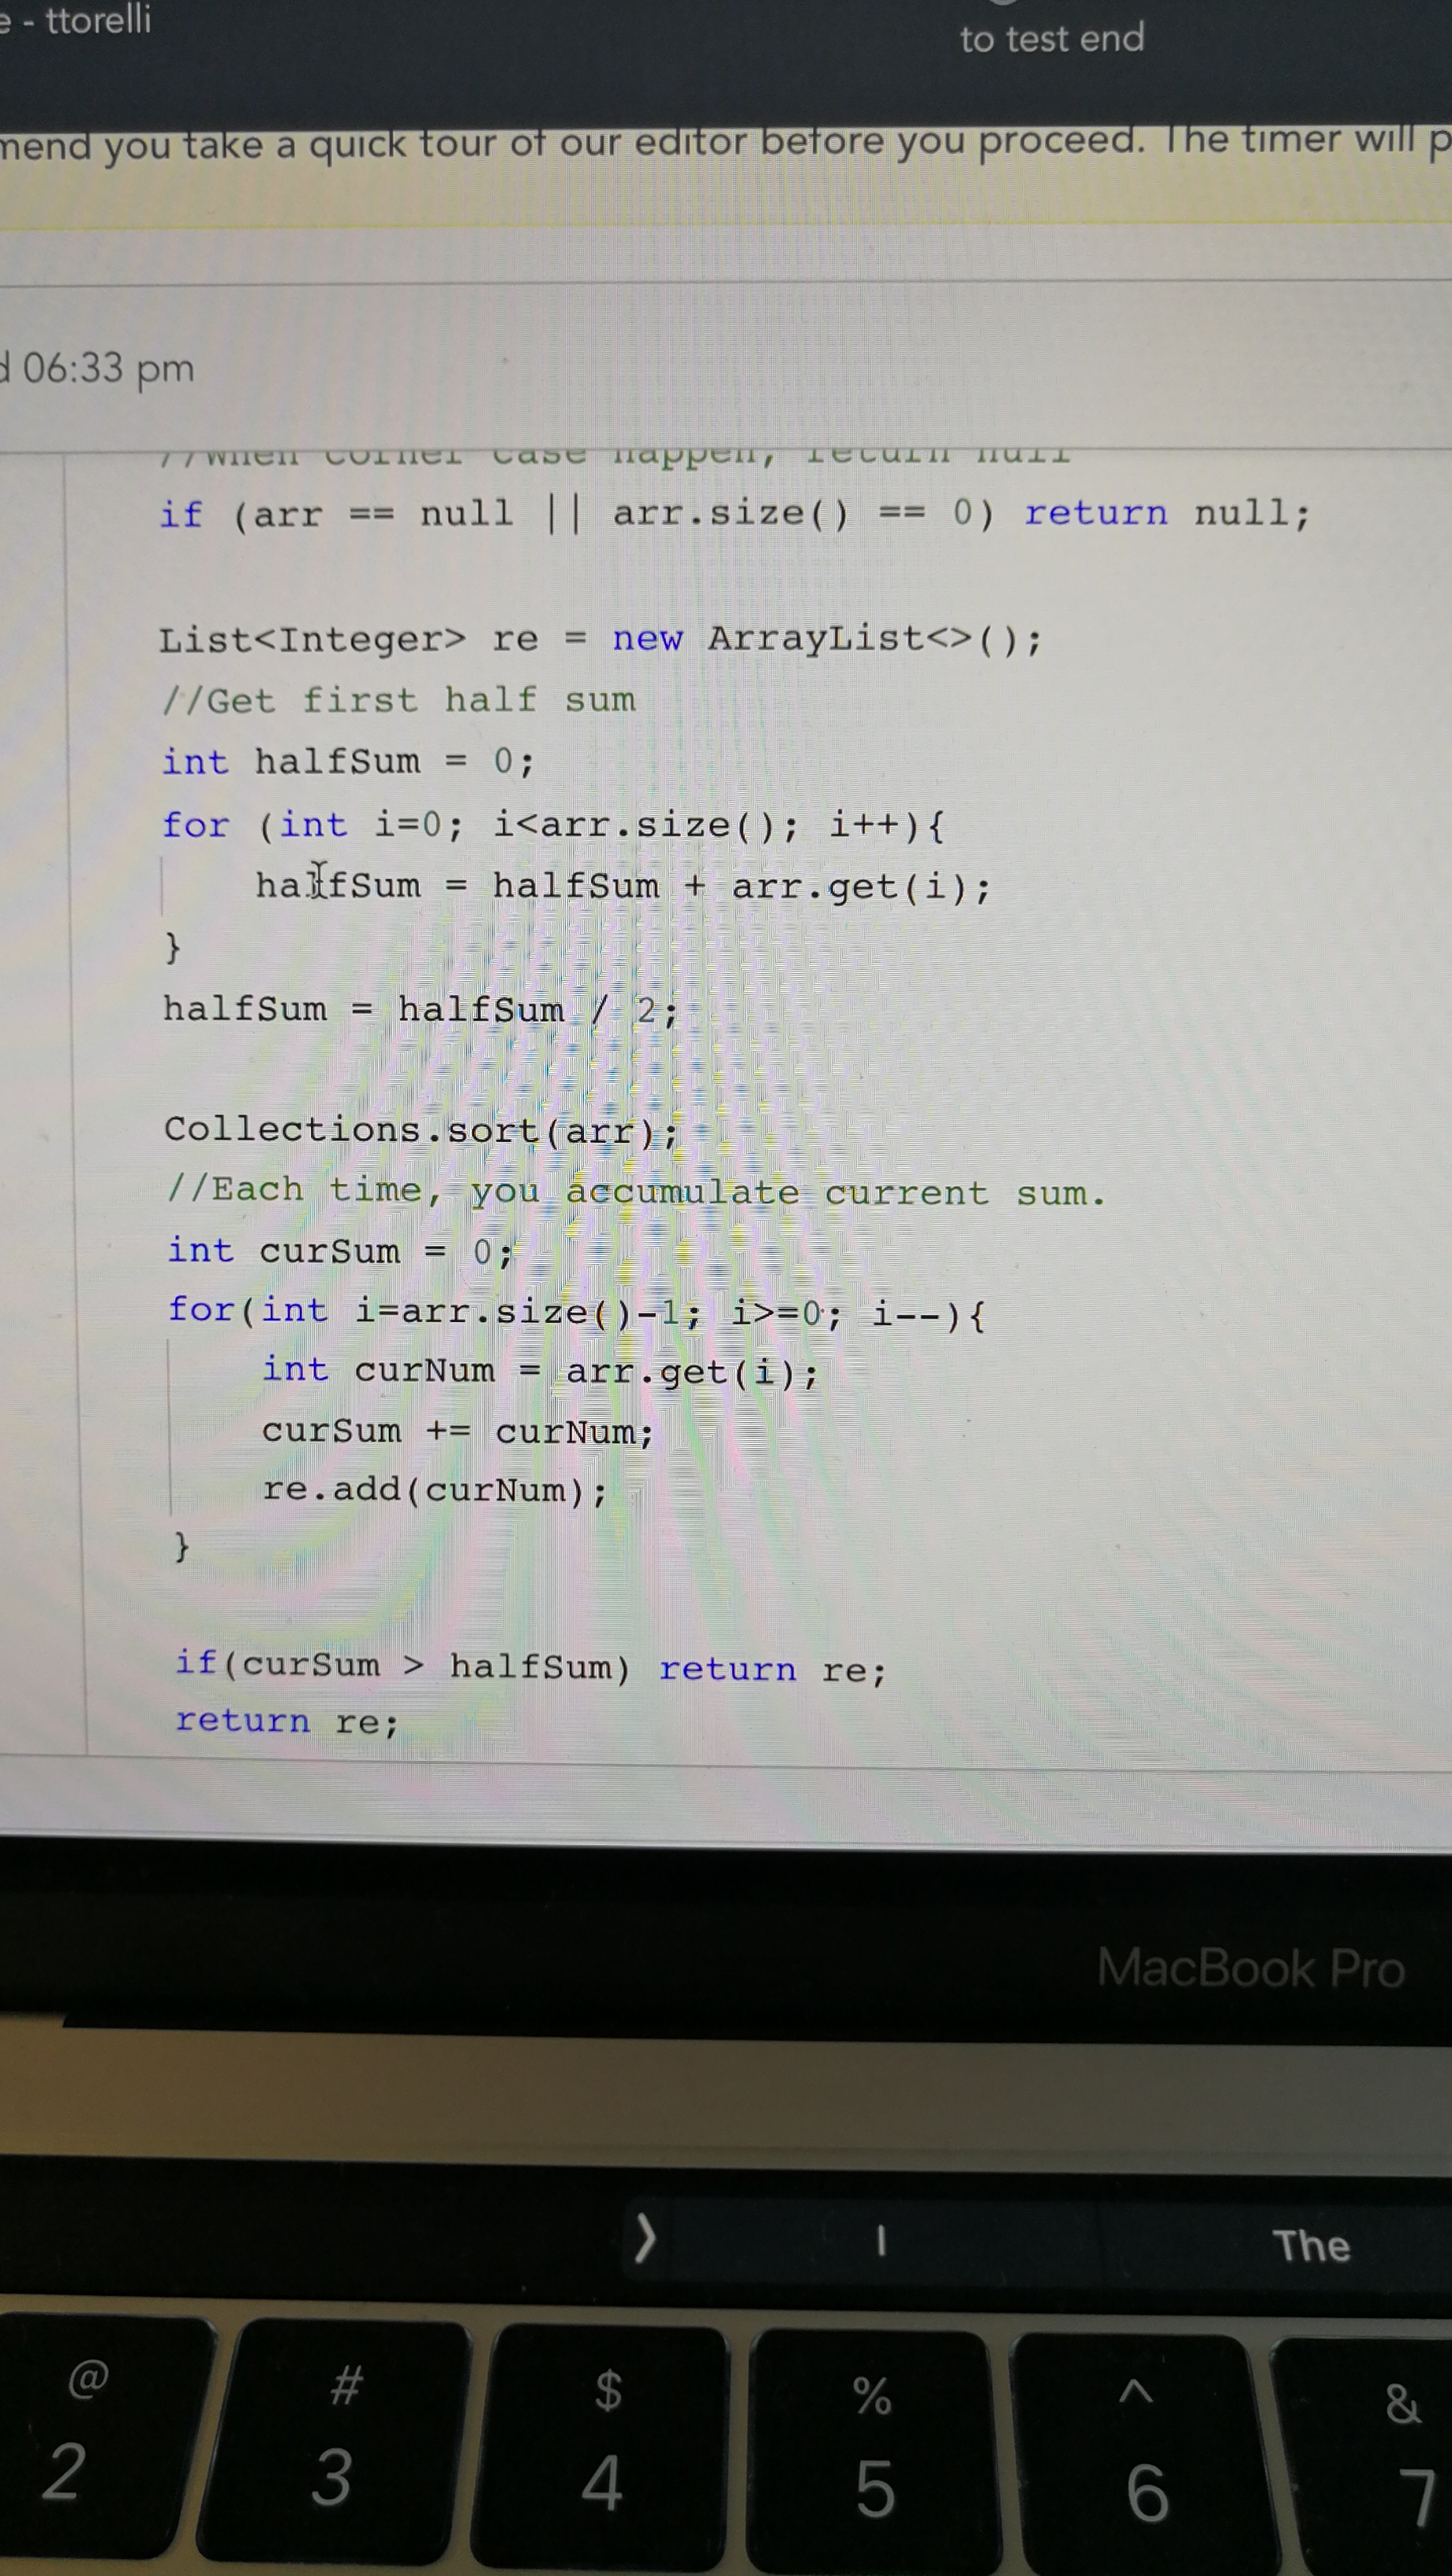 e - ttorelli
to test end
mend you take a quick tour of our editor before you proceed. The timer will p
d 06:33 pm
//When corner case happen, return null
if (arr == null || arr.size() == 0) return null;
List<Integer> re = new ArrayList<>();
//Get first half sum
int halfSum = 0;
for (int i=0; i<arr.size(); i++){
halfSum = halfSum + arr.get(i);
}
halfSum = halfSum / 2;
Collections.sort(arr);
//Each time, you accumulate current sum.
int curSum = 0;
for(int i=arr.size()-1; i>=0; i--){
int curNum = arr.get(i);
curSum += curNum;
re.add(curNum);
}
if(curSum > halfSum) return re;
return re;
MacBook Pro
❯ I The
@ # $ % ^ &
2 3 4 5 6 7